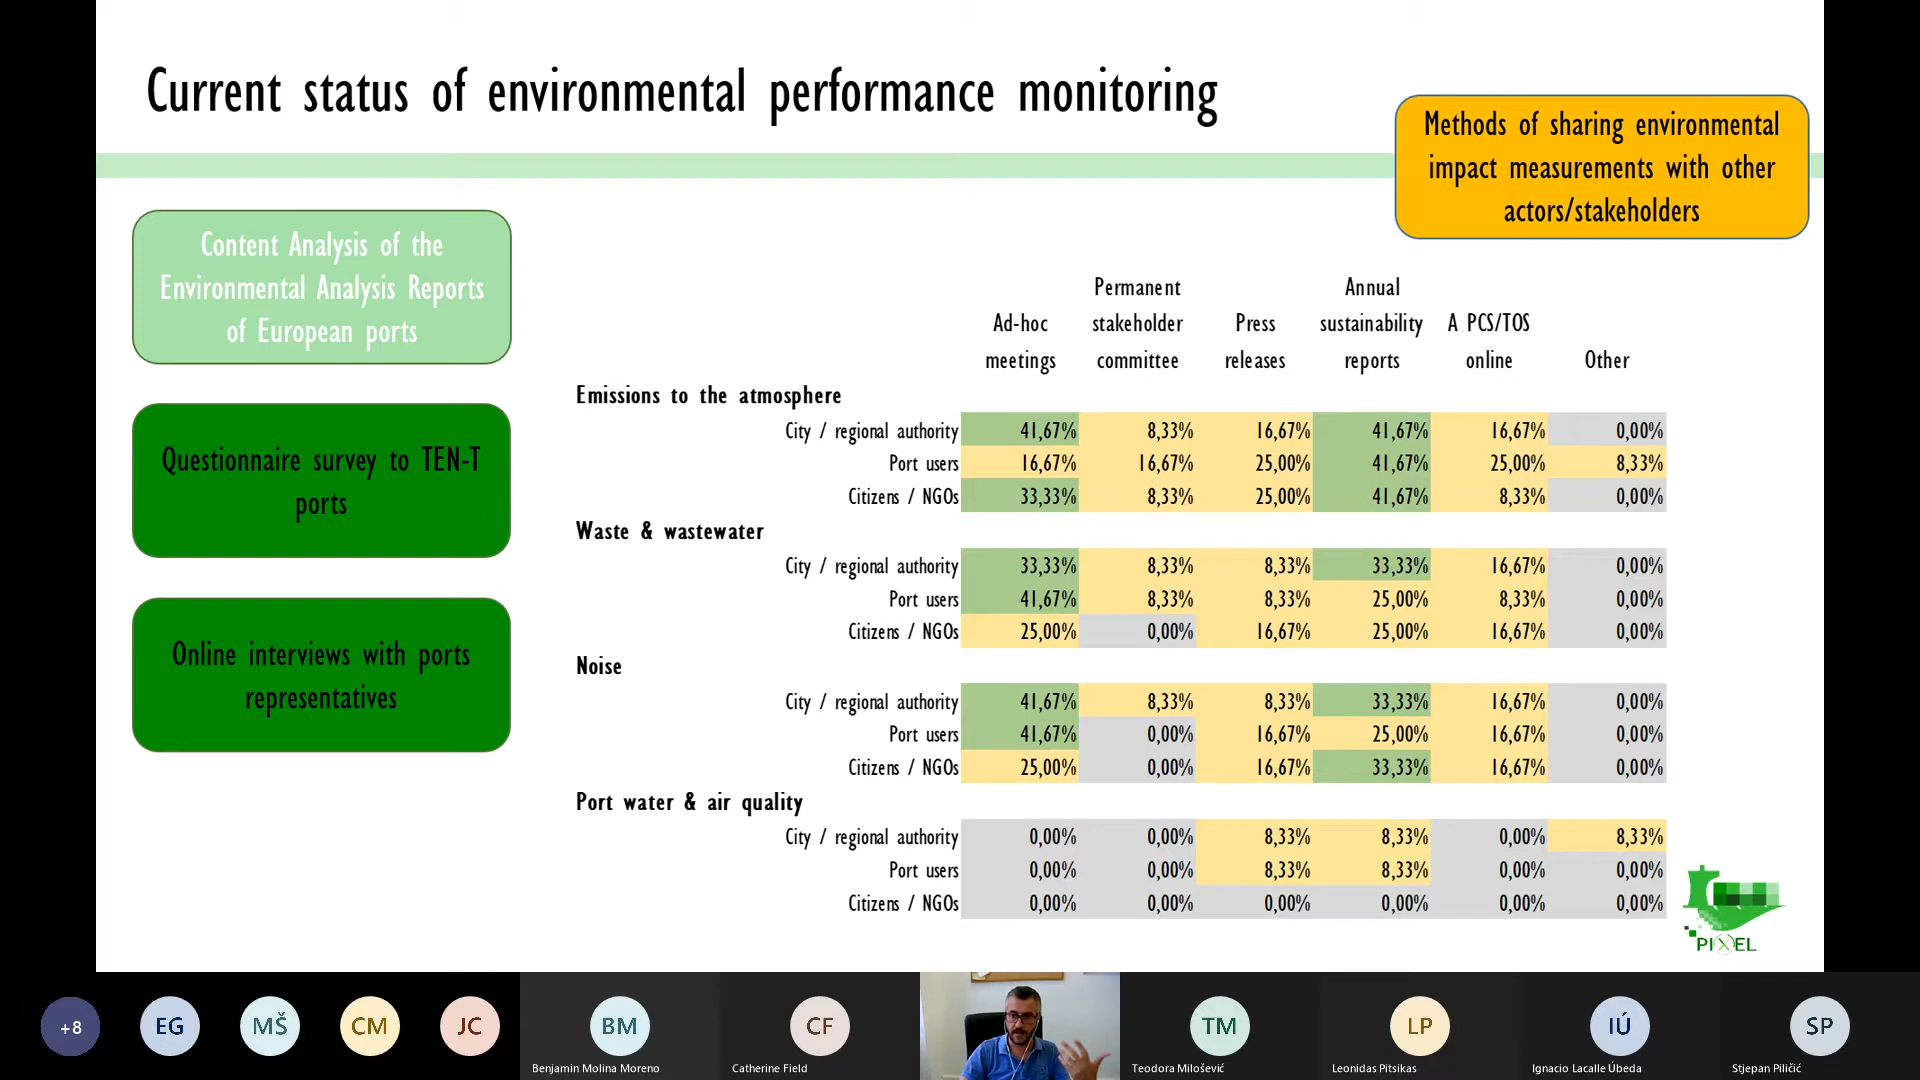 Current status of environmental performance monitoring
Methods of sharing environmental
impact measurements with other
actors/stakeholders
Content Analysis of the
Environmental Analysis Reports
of European ports
Questionnaire survey to TEN-T
ports
Online interviews with ports
representatives
Ad-hoc meetings Permanent stakeholder committee Press releases Annual sustainability reports A PCS/TOS online Other
Emissions to the atmosphere
City / regional authority 41,67% 8,33% 16,67% 41,67% 16,67% 0,00%
Port users 16,67% 16,67% 25,00% 41,67% 25,00% 8,33%
Citizens / NGOs 33,33% 8,33% 25,00% 41,67% 8,33% 0,00%
Waste & wastewater
City / regional authority 33,33% 8,33% 8,33% 33,33% 16,67% 0,00%
Port users 41,67% 8,33% 8,33% 25,00% 8,33% 0,00%
Citizens / NGOs 25,00% 0,00% 16,67% 25,00% 16,67% 0,00%
Noise
City / regional authority 41,67% 8,33% 8,33% 33,33% 16,67% 0,00%
Port users 41,67% 0,00% 16,67% 25,00% 16,67% 0,00%
Citizens / NGOs 25,00% 0,00% 16,67% 33,33% 16,67% 0,00%
Port water & air quality
City / regional authority 0,00% 0,00% 8,33% 8,33% 0,00% 8,33%
Port users 0,00% 0,00% 8,33% 8,33% 0,00% 0,00%
Citizens / NGOs 0,00% 0,00% 0,00% 0,00% 0,00% 0,00%
PIXEL
+8 EG MŠ CM JC BM CF TM LP IÚ SP
Benjamin Molina Moreno Catherine Field Teodora Milošević Leonidas Pitsikas Ignacio Lacalle Úbeda Stjepan Piličić